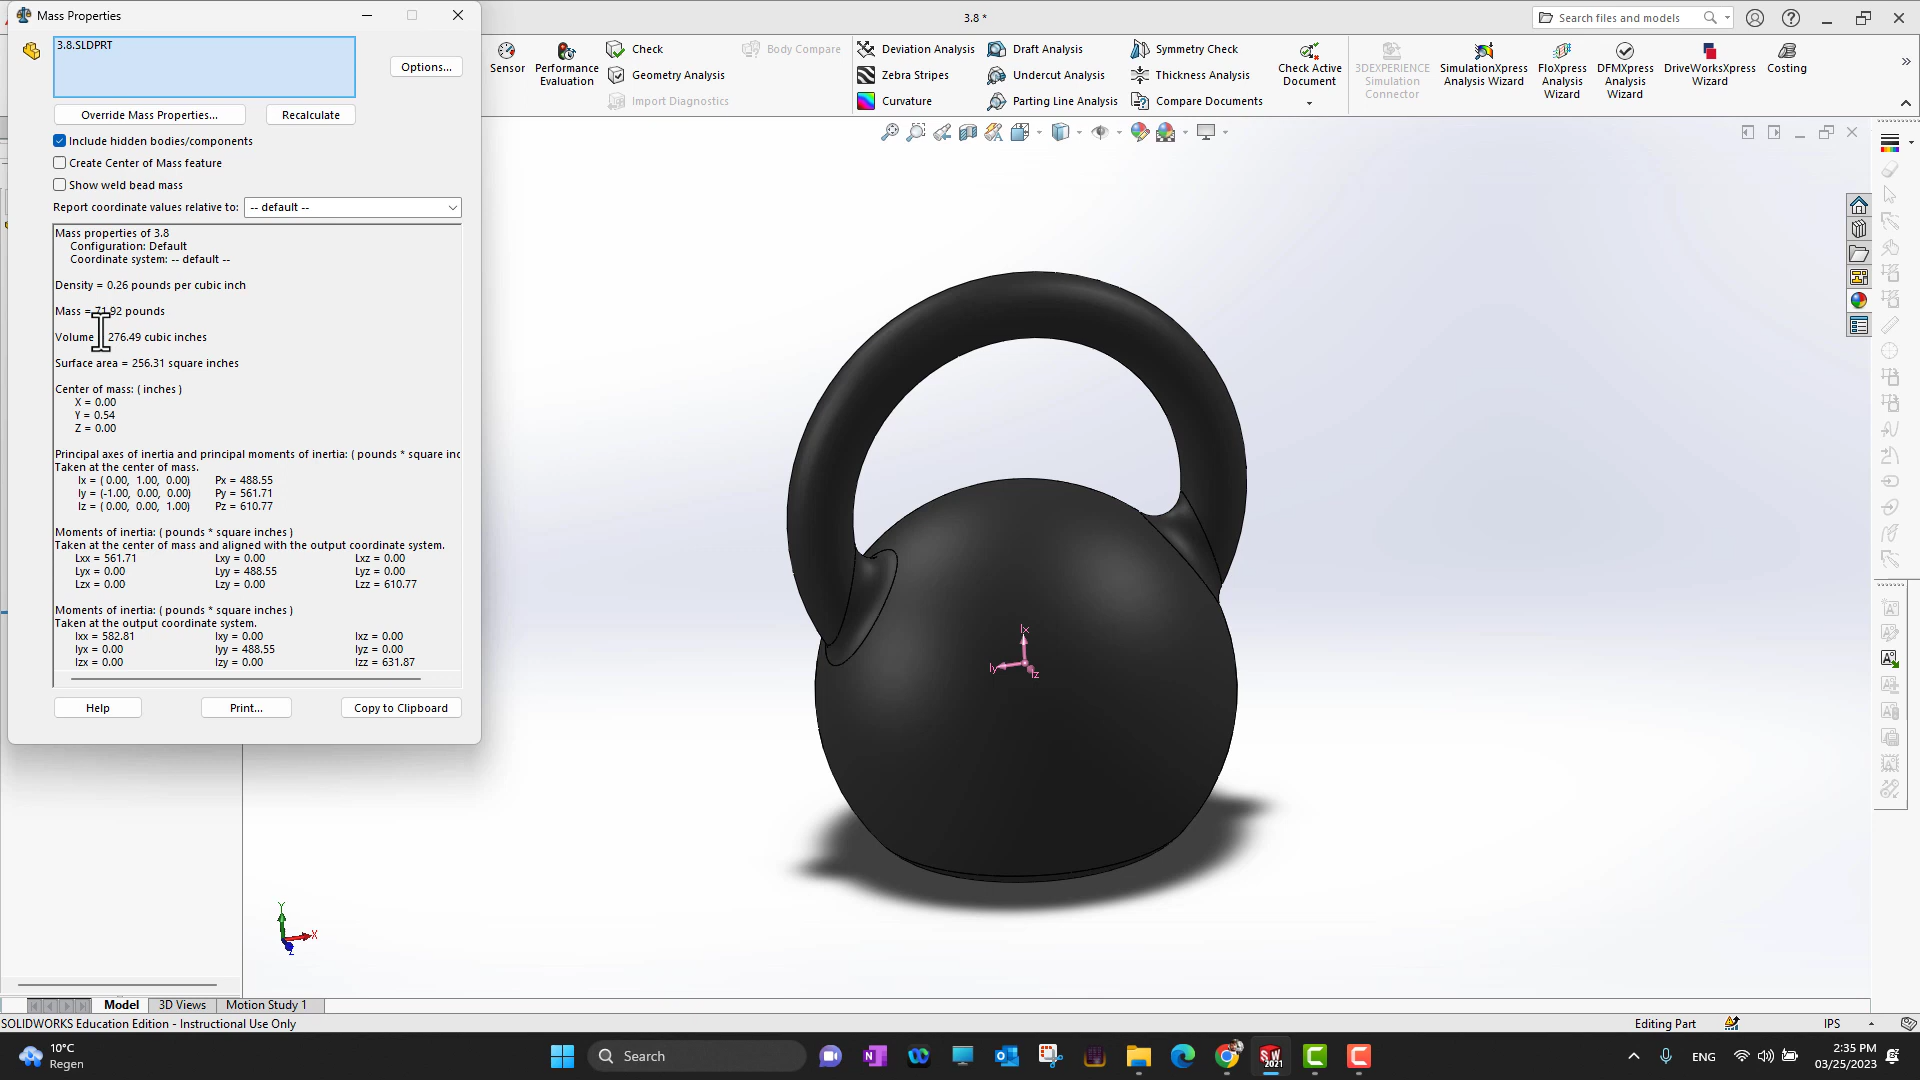 Mass Properties
3.8.SLDPRT
Options...
Override Mass Properties...
Recalculate
Include hidden bodies/components
Create Center of Mass feature
Show weld bead mass
Report coordinate values relative to:
-- default --
Mass properties of 3.8
Configuration: Default
Coordinate system: -- default --
Density = 0.26 pounds per cubic inch
Mass = 71.92 pounds
Volume 276.49 cubic inches
Surface area = 256.31 square inches
Center of mass: ( inches )
X = 0.00
Y = 0.54
Z = 0.00
Principal axes of inertia and principal moments of inertia: ( pounds * square inc
Taken at the center of mass.
Ix = ( 0.00, 1.00, 0.00) Px = 488.55
Iy = (-1.00, 0.00, 0.00) Py = 561.71
Iz = ( 0.00, 0.00, 1.00) Pz = 610.77
Moments of inertia: ( pounds * square inches )
Taken at the center of mass and aligned with the output coordinate system.
Lxx = 561.71 Lxy = 0.00 Lxz = 0.00
Lyx = 0.00 Lyy = 488.55 Lyz = 0.00
Lzx = 0.00 Lzy = 0.00 Lzz = 610.77
Moments of inertia: ( pounds * square inches )
Taken at the output coordinate system.
Ixx = 582.81 Ixy = 0.00 Ixz = 0.00
Iyx = 0.00 Iyy = 488.55 Iyz = 0.00
Izx = 0.00 Izy = 0.00 Izz = 631.87
Help
Print...
Copy to Clipboard
3.8 *
Search files and models
Sensor
Performance
Evaluation
Check
Geometry Analysis
Import Diagnostics
Body Compare
Deviation Analysis
Zebra Stripes
Curvature
Draft Analysis
Undercut Analysis
Parting Line Analysis
Symmetry Check
Thickness Analysis
Compare Documents
Check Active
Document
3DEXPERIENCE
Simulation
Connector
SimulationXpress
Analysis Wizard
FloXpress
Analysis
Wizard
DFMXpress
Analysis
Wizard
DriveWorksXpress
Wizard
Costing
Ix
Iy
Iz
Y
X
Z
Model
3D Views
Motion Study 1
SOLIDWORKS Education Edition - Instructional Use Only
Editing Part
IPS
10°C
Regen
Search
SW
2021
ENG
2:35 PM
03/25/2023